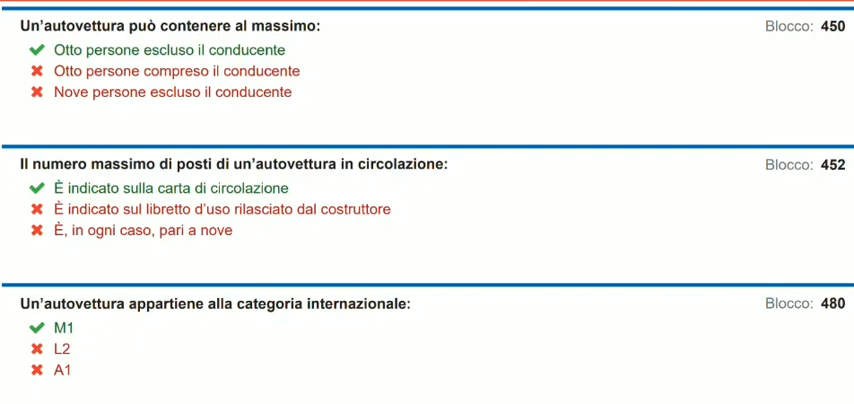 Un'autovettura può contenere al massimo:
Blocco: 450
Otto persone escluso il conducente
Otto persone compreso il conducente
Nove persone escluso il conducente
Il numero massimo di posti di un'autovettura in circolazione:
Blocco: 452
È indicato sulla carta di circolazione
È indicato sul libretto d'uso rilasciato dal costruttore
È, in ogni caso, pari a nove
Un'autovettura appartiene alla categoria internazionale:
Blocco: 480
M1
L2
A1